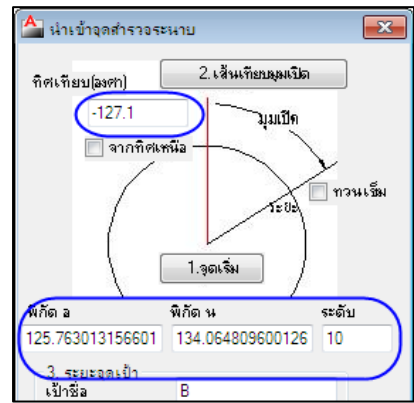 นำเข้าจุดสำรวจระนาบ
ทิศเทียบ(องศา)
2.เส้นเทียบมุมเปิด
-127.1
มุมเปิด
จากทิศเหนือ
ทวนเข็ม
ระยะ
1.จุดเริ่ม
พิกัด อ
พิกัด น
ระดับ
125.763013156601
134.064809600126
10
3. ระยะจุดเป้า
เป้าชื่อ
B